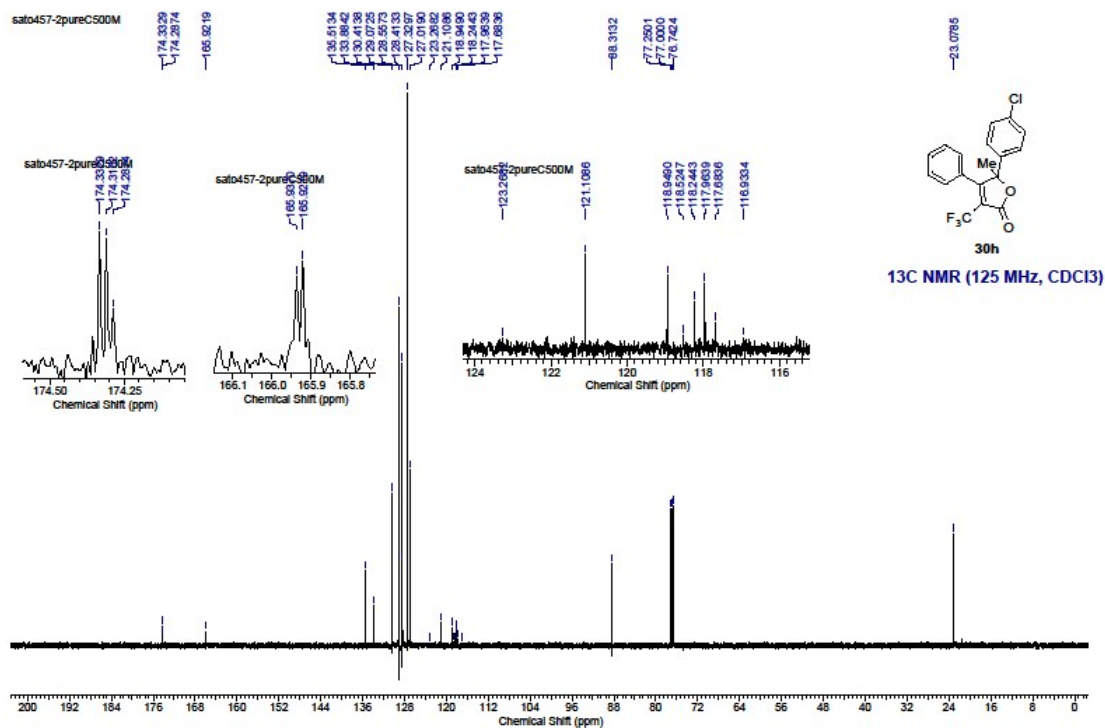 sato457-2pureC500M
174.3329
174.2874
165.9219
135.5134
133.8842
130.4138
129.0725
128.5573
128.4133
127.3297
127.0190
123.2682
121.1086
118.9490
118.2443
117.9639
117.6836
88.3132
77.2501
77.0000
76.7424
23.0785
sato457-2pureC500M
174.2874
174.50 174.25
Chemical Shift (ppm)
sato457-2pureC500M
165.9219
166.1 166.0 165.9 165.8
Chemical Shift (ppm)
123.2682
121.1086
118.9490
118.5247
118.2443
117.9639
117.6836
116.9334
124 122 120 118 116
Chemical Shift (ppm)
Cl
Me
O
F₃C
O
30h
13C NMR (125 MHz, CDCl3)
200 192 184 176 168 160 152 144 136 128 120 112 104 96 88 80 72 64 56 48 40 32 24 16 8 0
Chemical Shift (ppm)